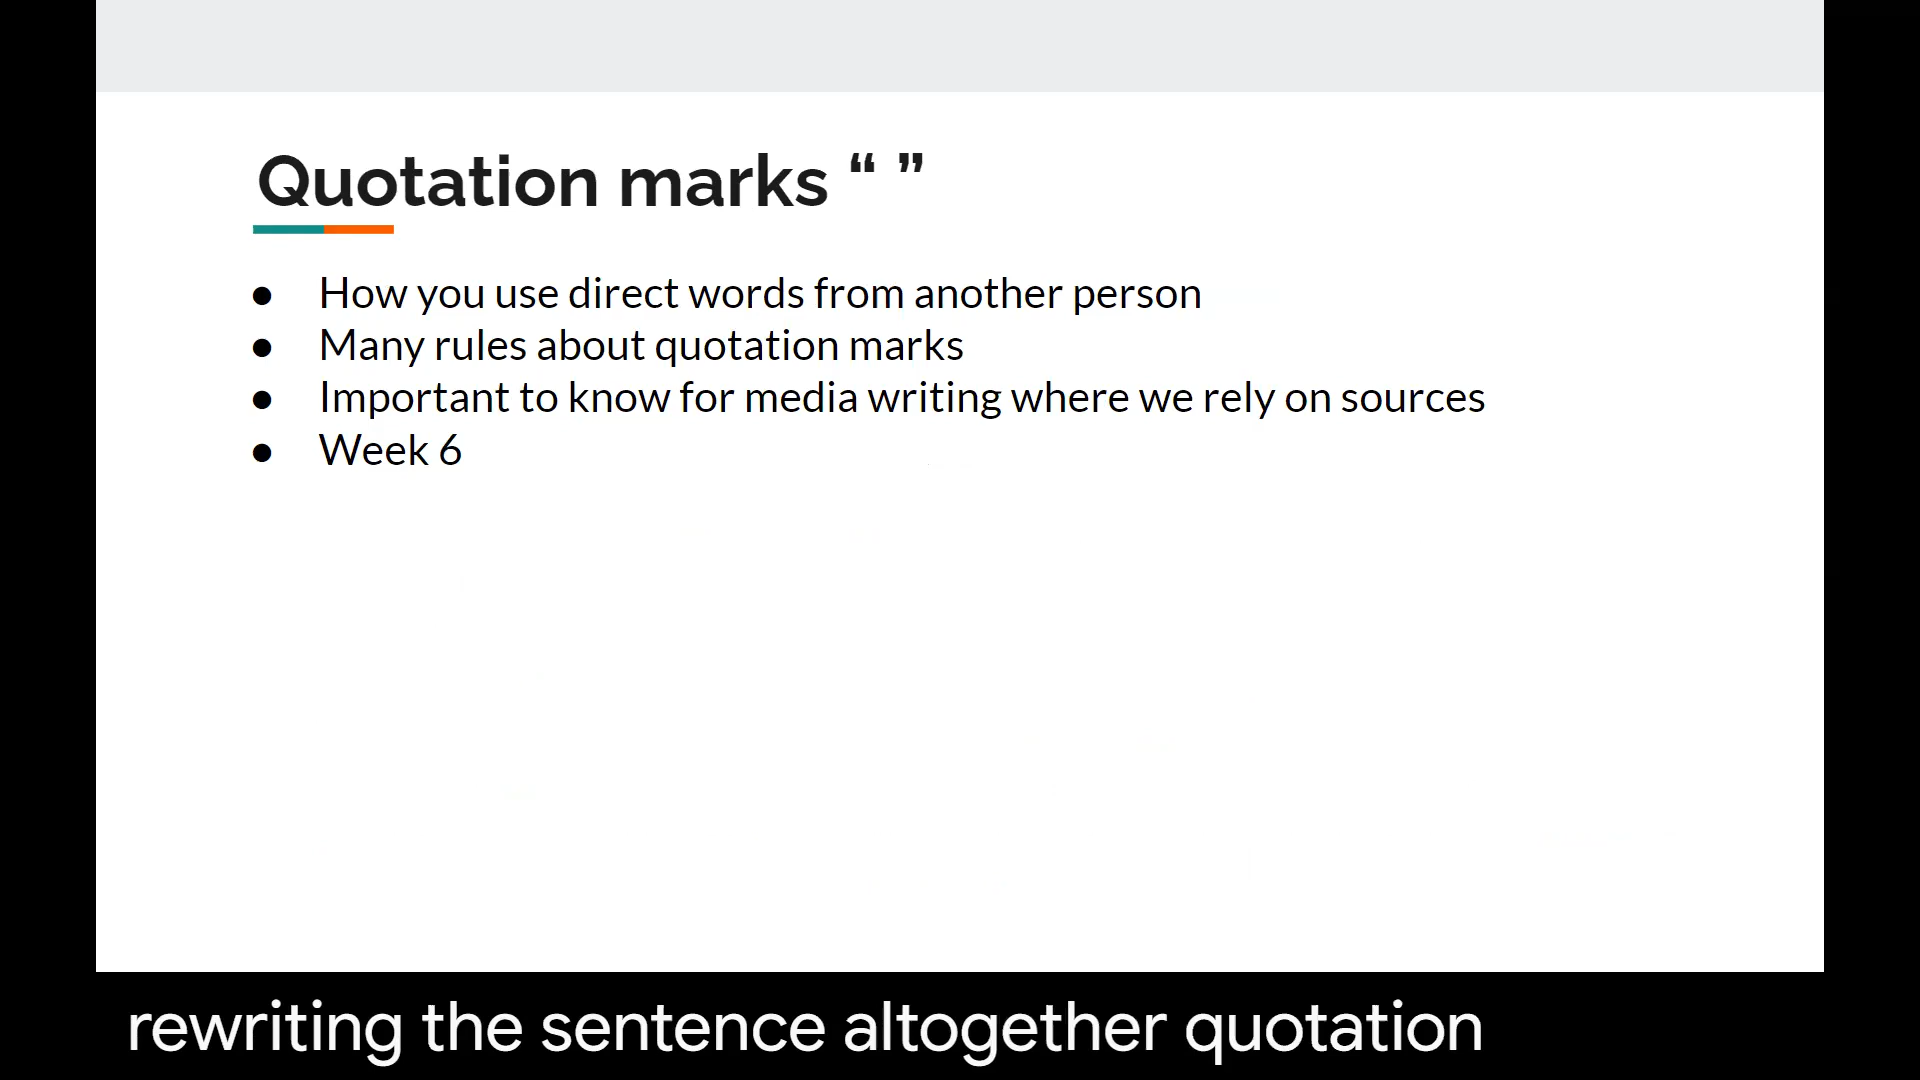 Quotation marks “ ”
● How you use direct words from another person
● Many rules about quotation marks
● Important to know for media writing where we rely on sources
● Week 6
rewriting the sentence altogether quotation